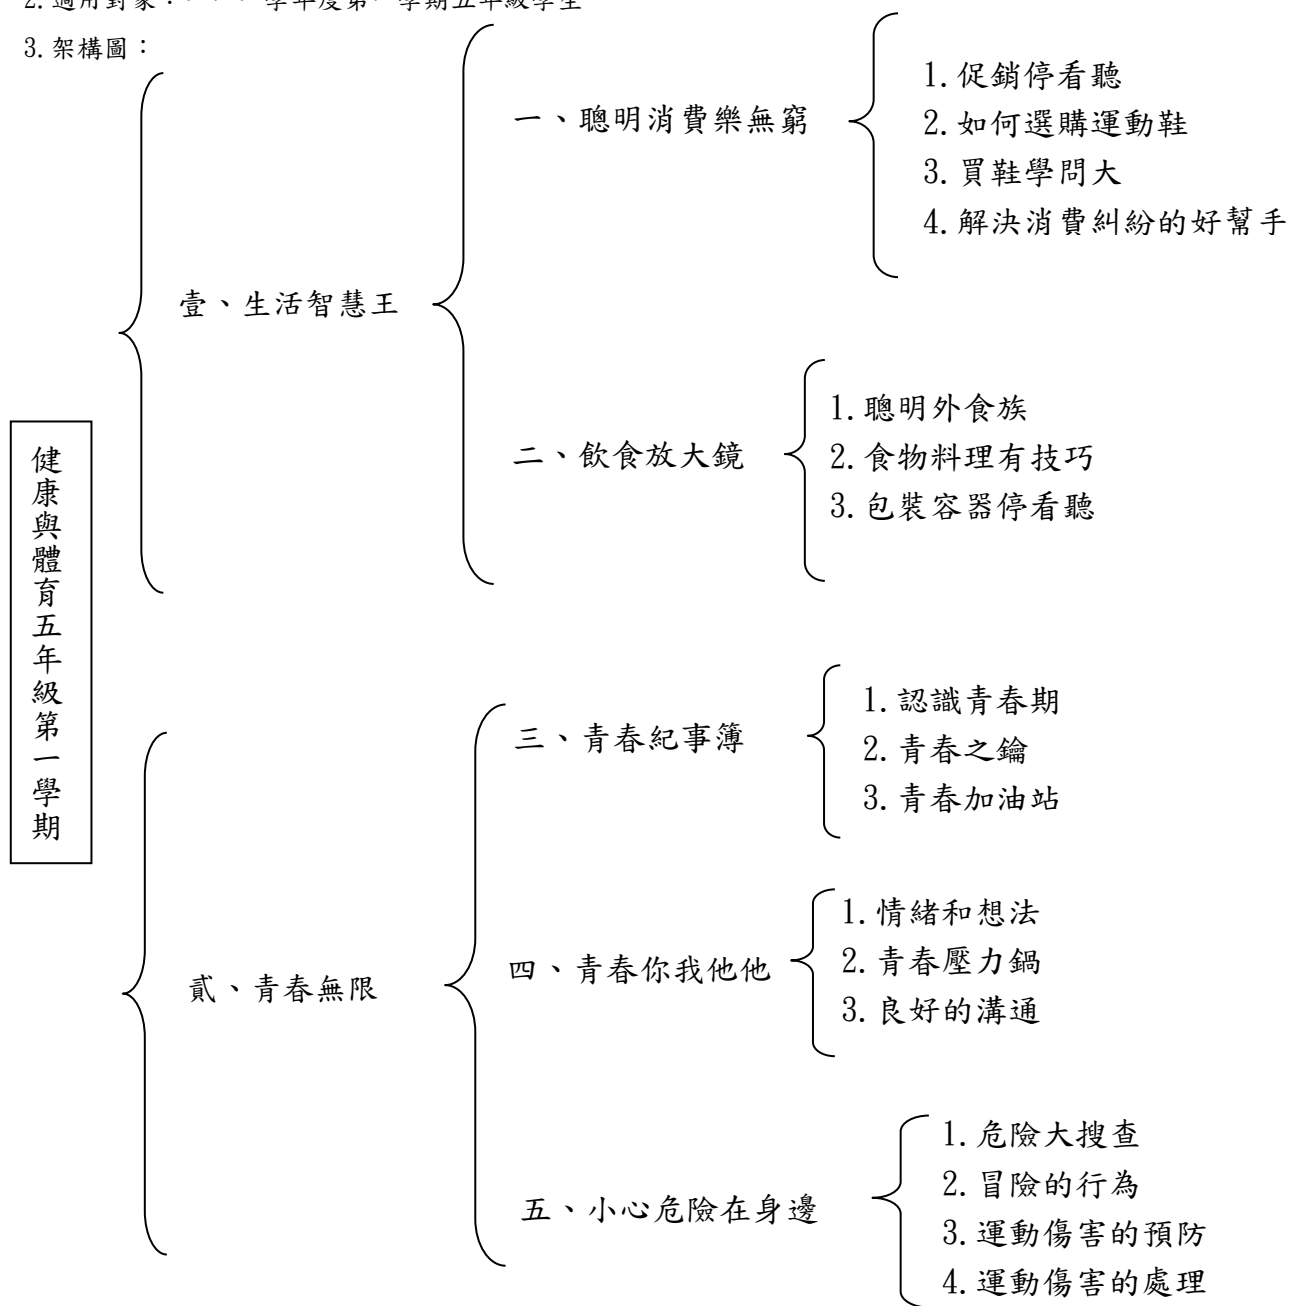 3.架構圖：
健康與體育五年級第一學期
壹、生活智慧王
一、聰明消費樂無窮
1.促銷停看聽
2.如何選購運動鞋
3.買鞋學問大
4.解決消費糾紛的好幫手
二、飲食放大鏡
1.聰明外食族
2.食物料理有技巧
3.包裝容器停看聽
貳、青春無限
三、青春紀事簿
1.認識青春期
2.青春之鑰
3.青春加油站
四、青春你我他他
1.情緒和想法
2.青春壓力鍋
3.良好的溝通
五、小心危險在身邊
1.危險大搜查
2.冒險的行為
3.運動傷害的預防
4.運動傷害的處理